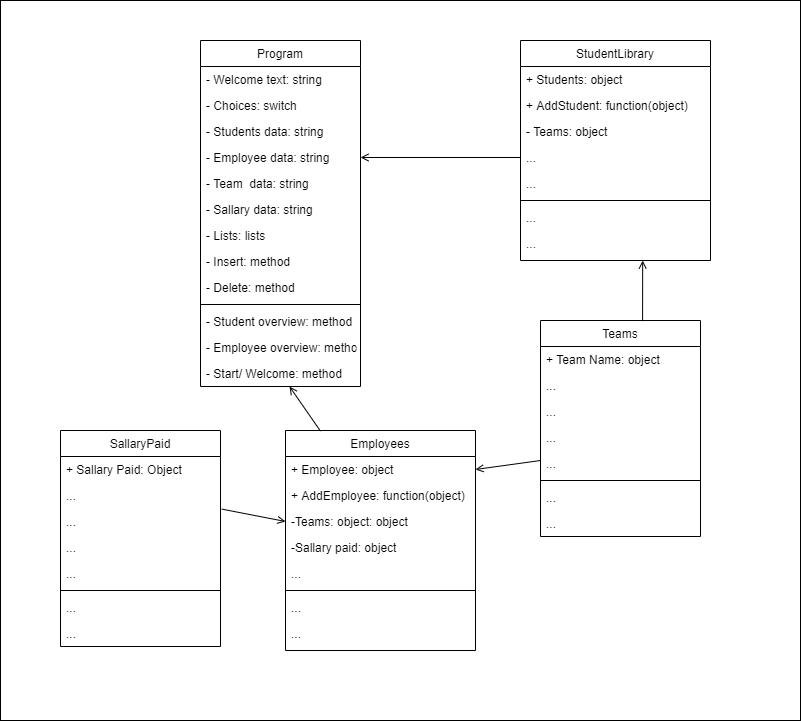 Program
- Welcome text: string
- Choices: switch
- Students data: string
- Employee data: string
- Team  data: string
- Sallary data: string
- Lists: lists
- Insert: method
- Delete: method
- Student overview: method
- Employee overview: metho
- Start/ Welcome: method
StudentLibrary
+ Students: object
+ AddStudent: function(object)
- Teams: object
...
...
...
...
Teams
+ Team Name: object
...
...
...
...
...
...
SallaryPaid
+ Sallary Paid: Object
...
...
...
...
...
...
Employees
+ Employee: object
+ AddEmployee: function(object)
-Teams: object: object
-Sallary paid: object
...
...
...